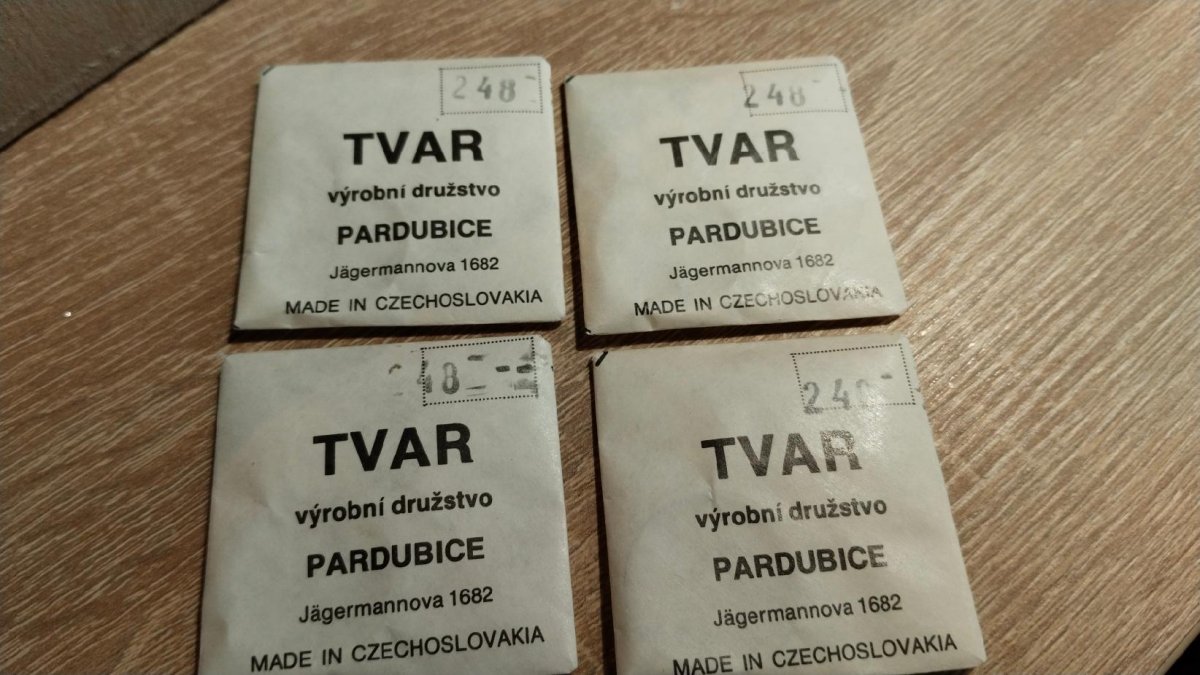 248-
TVAR
výrobní družstvo
PARDUBICE
Jägermannova 1682
MADE IN CZECHOSLOVAKIA
248-
TVAR
výrobní družstvo
PARDUBICE
Jägermannova 1682
MADE IN CZECHOSLOVAKIA
48
TVAR
výrobní družstvo
PARDUBICE
Jägermannova 1682
MADE IN CZECHOSLOVAKIA
TVAR
výrobní družstvo
PARDUBICE
Jägermannova 1682
MADE IN CZECHOSLOVAKIA